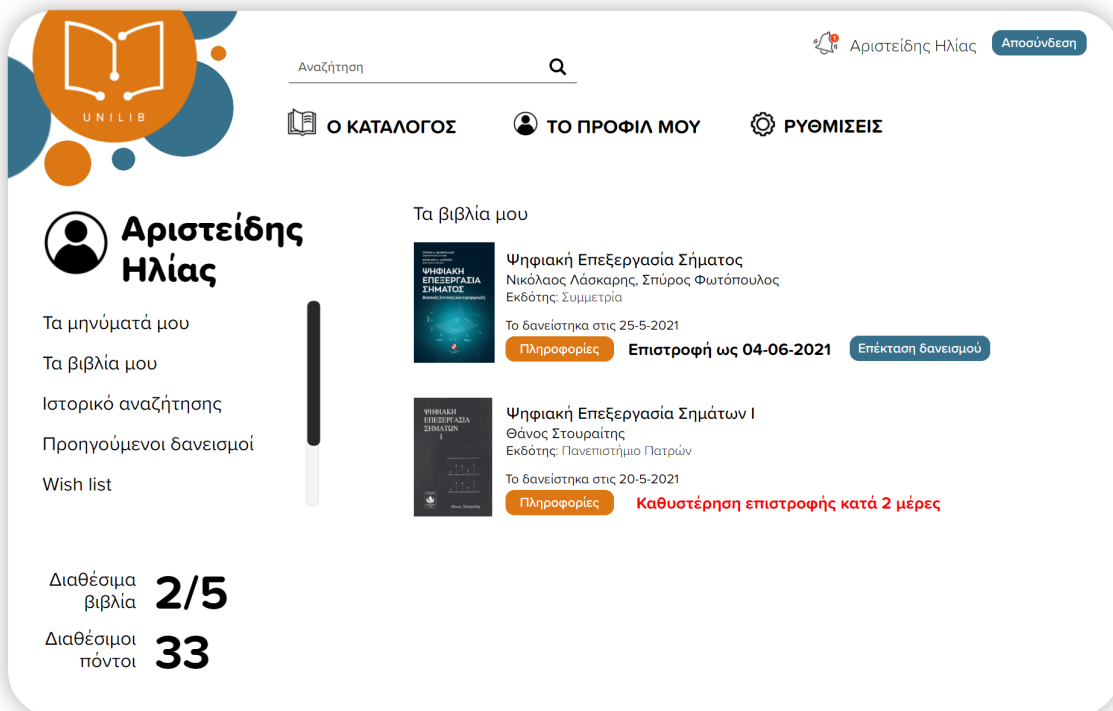 UNILIB
Αναζήτηση
1
Αριστείδης Ηλίας
Αποσύνδεση
Ο ΚΑΤΑΛΟΓΟΣ
ΤΟ ΠΡΟΦΙΛ ΜΟΥ
ΡΥΘΜΙΣΕΙΣ
Αριστείδης
Ηλίας
Τα μηνύματά μου
Τα βιβλία μου
Ιστορικό αναζήτησης
Προηγούμενοι δανεισμοί
Wish list
Διαθέσιμα
βιβλία
2/5
Διαθέσιμοι
πόντοι
33
Τα βιβλία μου
ΨΗΦΙΑΚΗ
ΕΠΕΞΕΡΓΑΣΙΑ
ΣΗΜΑΤΟΣ
Ψηφιακή Επεξεργασία Σήματος
Νικόλαος Λάσκαρης, Σπύρος Φωτόπουλος
Εκδότης: Συμμετρία
Το δανείστηκα στις 25-5-2021
Πληροφορίες
Επιστροφή ως 04-06-2021
Επέκταση δανεισμού
ΨΗΦΙΑΚΗ
ΕΠΕΞΕΡΓΑΣΙΑ
ΣΗΜΑΤΩΝ
Ι
Ψηφιακή Επεξεργασία Σημάτων Ι
Θάνος Στουραίτης
Εκδότης: Πανεπιστήμιο Πατρών
Το δανείστηκα στις 20-5-2021
Πληροφορίες
Καθυστέρηση επιστροφής κατά 2 μέρες